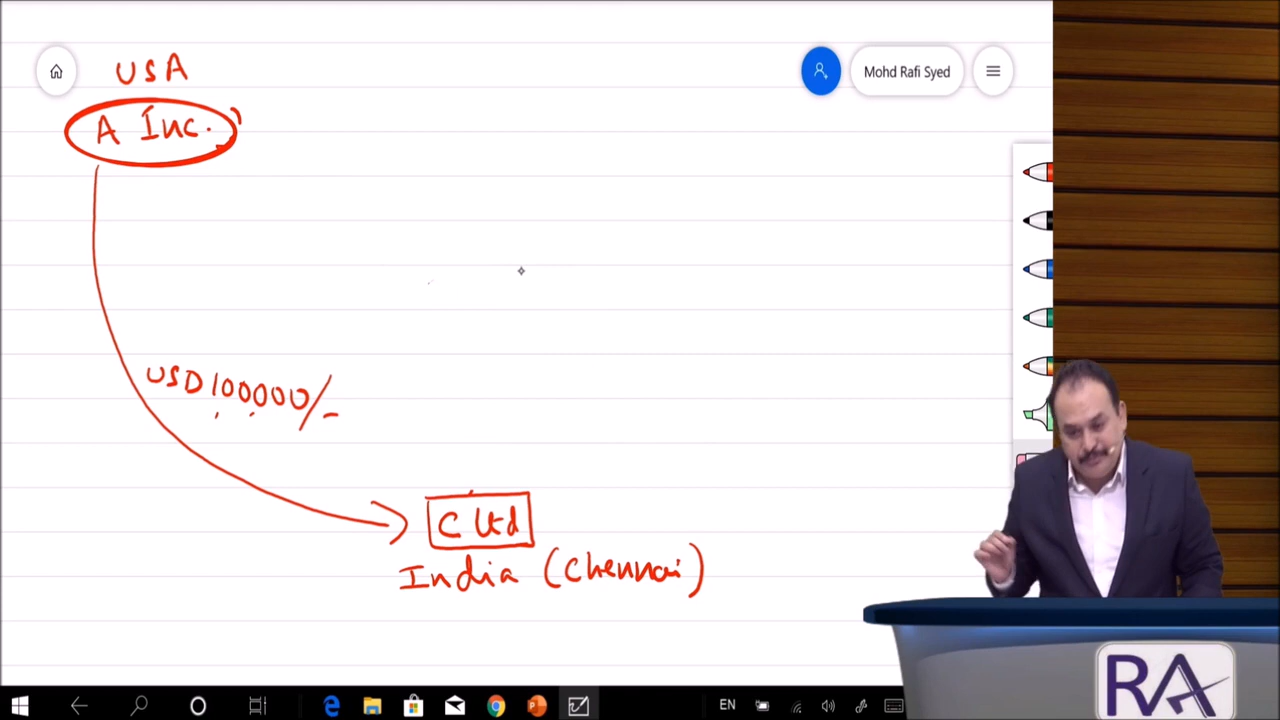 USA
A Inc.
Mohd Rafi Syed
USD 100000/-
C Ltd
India (Chennai)
EN
RA